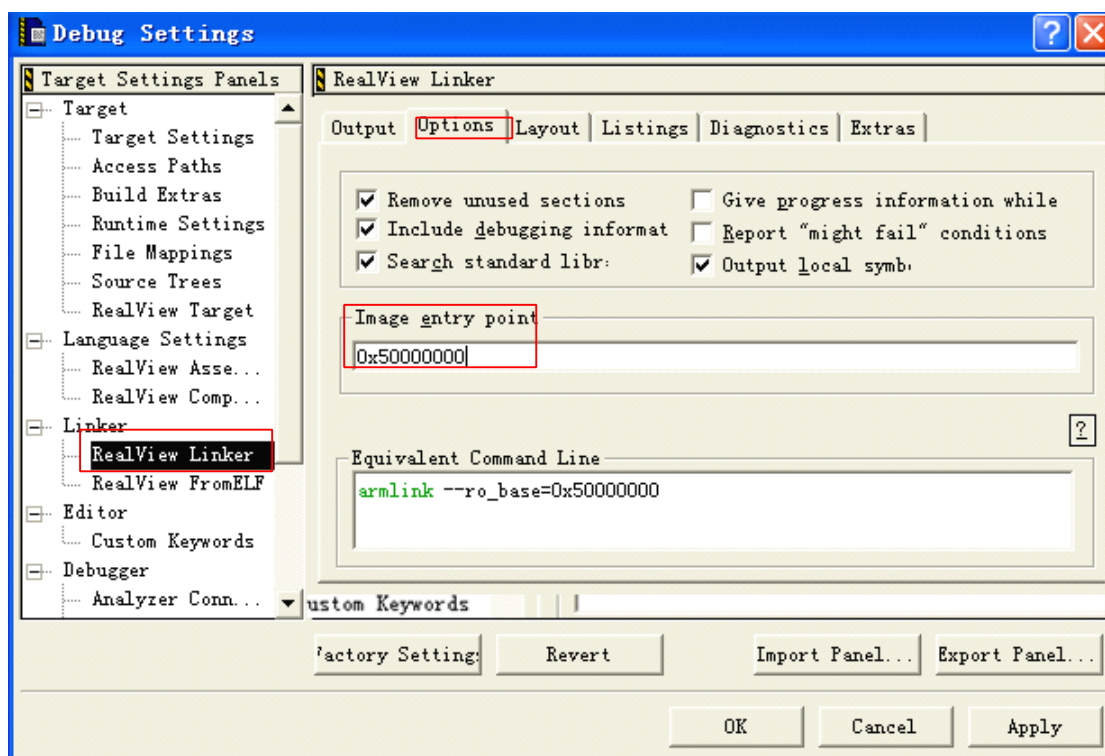 Debug Settings
Target Settings Panels
Target
Target Settings
Access Paths
Build Extras
Runtime Settings
File Mappings
Source Trees
RealView Target
Language Settings
RealView Asse...
RealView Comp...
Linker
RealView Linker
RealView FromELF
Editor
Custom Keywords
Debugger
Analyzer Conn...
RealView Linker
Output Options Layout Listings Diagnostics Extras
Remove unused sections
Give progress information while
Include debugging informat
Report "might fail" conditions
Search standard libr
Output local symb
Image entry point
0x50000000
?
Equivalent Command Line
armlink --ro_base=0x50000000
ustom Keywords
actory Setting
Revert
Import Panel...
Export Panel...
OK
Cancel
Apply